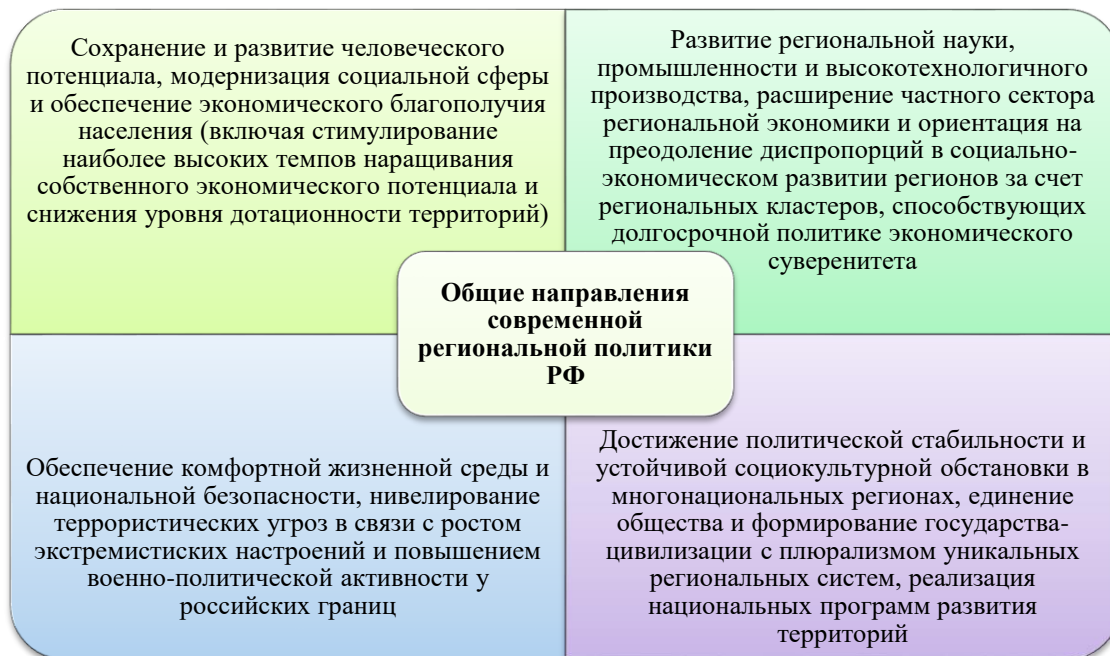 Сохранение и развитие человеческого
потенциала, модернизация социальной сферы
и обеспечение экономического благополучия
населения (включая стимулирование
наиболее высоких темпов наращивания
собственного экономического потенциала и
снижения уровня дотационности территорий)
Развитие региональной науки,
промышленности и высокотехнологичного
производства, расширение частного сектора
региональной экономики и ориентация на
преодоление диспропорций в социально-
экономическом развитии регионов за счет
региональных кластеров, способствующих
долгосрочной политике экономического
суверенитета
Общие направления
современной
региональной политики
РФ
Обеспечение комфортной жизненной среды и
национальной безопасности, нивелирование
террористических угроз в связи с ростом
экстремистиских настроений и повышением
военно-политической активности у
российских границ
Достижение политической стабильности и
устойчивой социокультурной обстановки в
многонациональных регионах, единение
общества и формирование государства-
цивилизации с плюрализмом уникальных
региональных систем, реализация
национальных программ развития
территорий